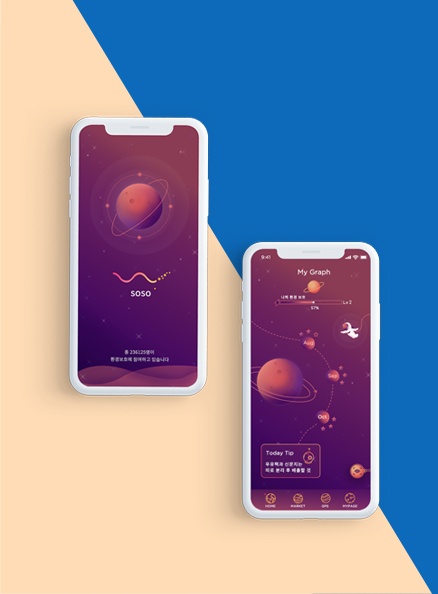 soso
총 236125명이
환경보호에 참여하고 있습니다
9:41
My Graph
나의 환경 보호
57%
Lv 2
Aug
Sep
Oct
Today Tip
우유팩과 신문지는
따로 분리 후 배출할 것
HOME
MARKET
GPS
MYPAGE